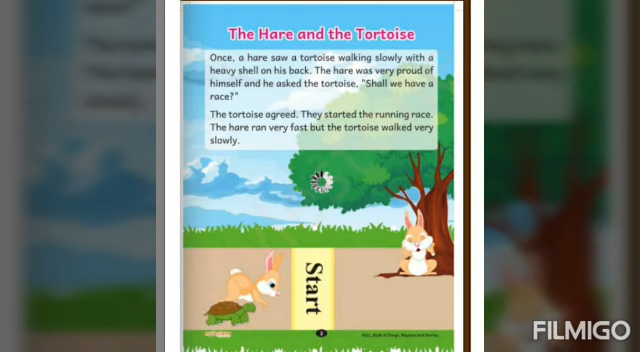 The Hare and the Tortoise
Once, a hare saw a tortoise walking slowly with a
heavy shell on his back. The hare was very proud of
himself and he asked the tortoise, "Shall we have a
race?"
The tortoise agreed. They started the running race.
The hare ran very fast but the tortoise walked very
slowly.
Start
FILMIGO